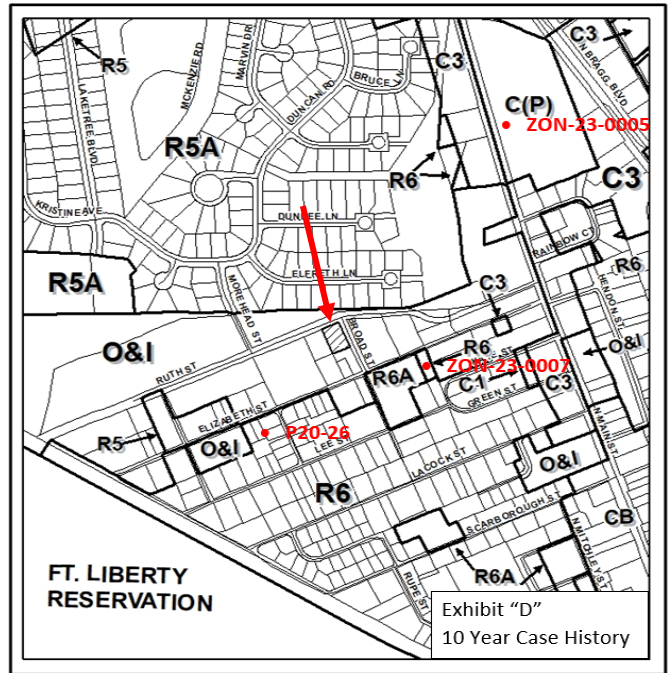 R5
LAKETREE BLVD
MCKENZIE RD
MARVIN DR
DUNCAN RD
BRUCE LN
C3
C3
N BRAGG BLVD
C(P)
ZON-23-0005
R5A
R6
C3
KRISTINE AVE
DUNDEE LN
ELFRETH LN
RAINBOW CT
R6
HENDON ST
R5A
MOREHEAD ST
C3
O&I
RUTH ST
BROAD ST
R6
O&I
ZON-23-0007
R6A
C1
C3
GREEN ST
N MAIN ST
ELIZABETH ST
R5
O&I
P20-26
LEE ST
LACOCK ST
O&I
R6
SCARBOROUGH ST
CB
N MITCHLEY ST
R6A
RUPE ST
FT. LIBERTY
RESERVATION
Exhibit “D”
10 Year Case History